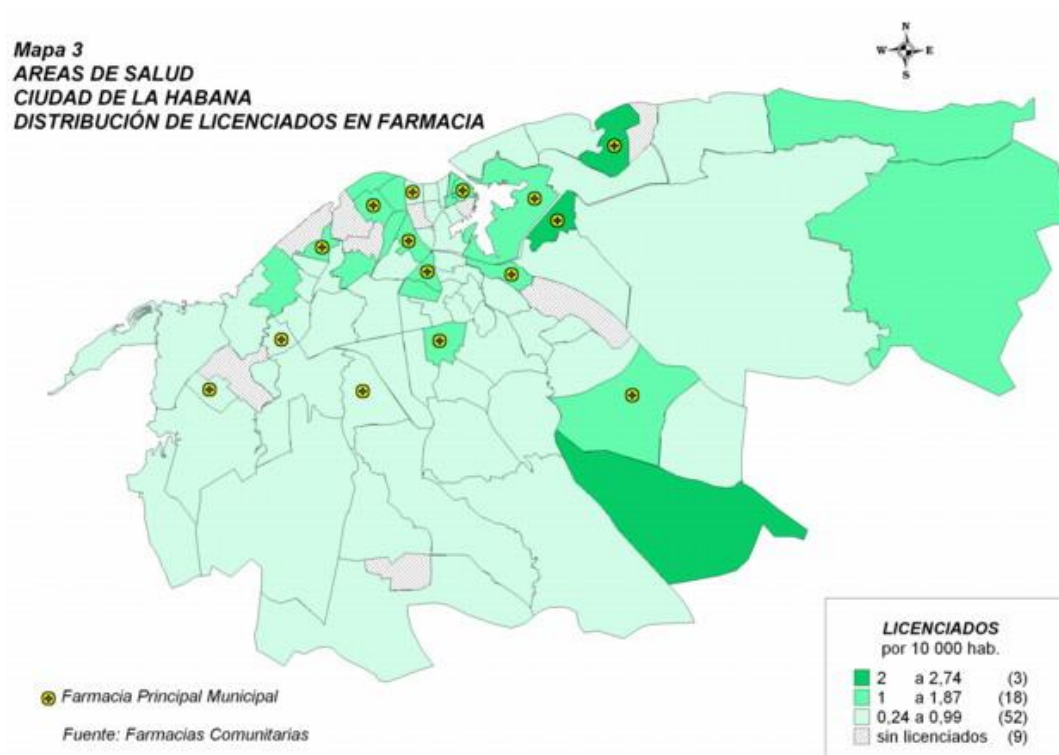 Mapa 3
AREAS DE SALUD
CIUDAD DE LA HABANA
DISTRIBUCIÓN DE LICENCIADOS EN FARMACIA
N
W E
S
LICENCIADOS
por 10 000 hab.
2 a 2,74 (3)
1 a 1,87 (18)
0,24 a 0,99 (52)
sin licenciados (9)
Farmacia Principal Municipal
Fuente: Farmacias Comunitarias